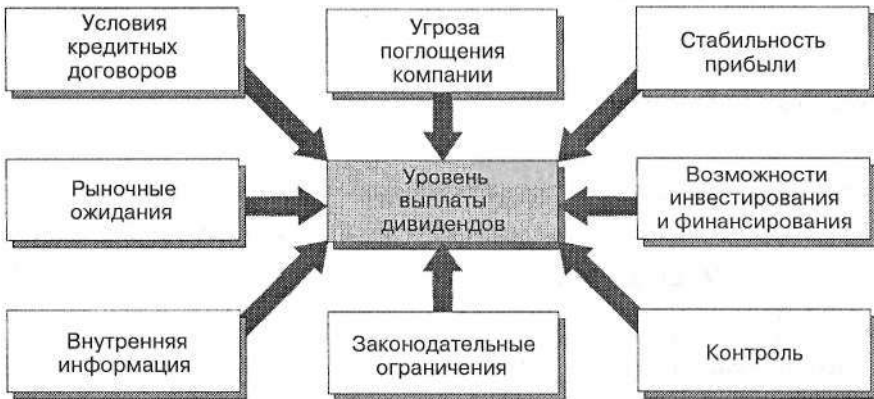 Условия
кредитных
договоров
Угроза
поглощения
компании
Стабильность
прибыли
Рыночные
ожидания
Уровень
выплаты
дивидендов
Возможности
инвестирования
и финансирования
Внутренняя
информация
Законодательные
ограничения
Контроль